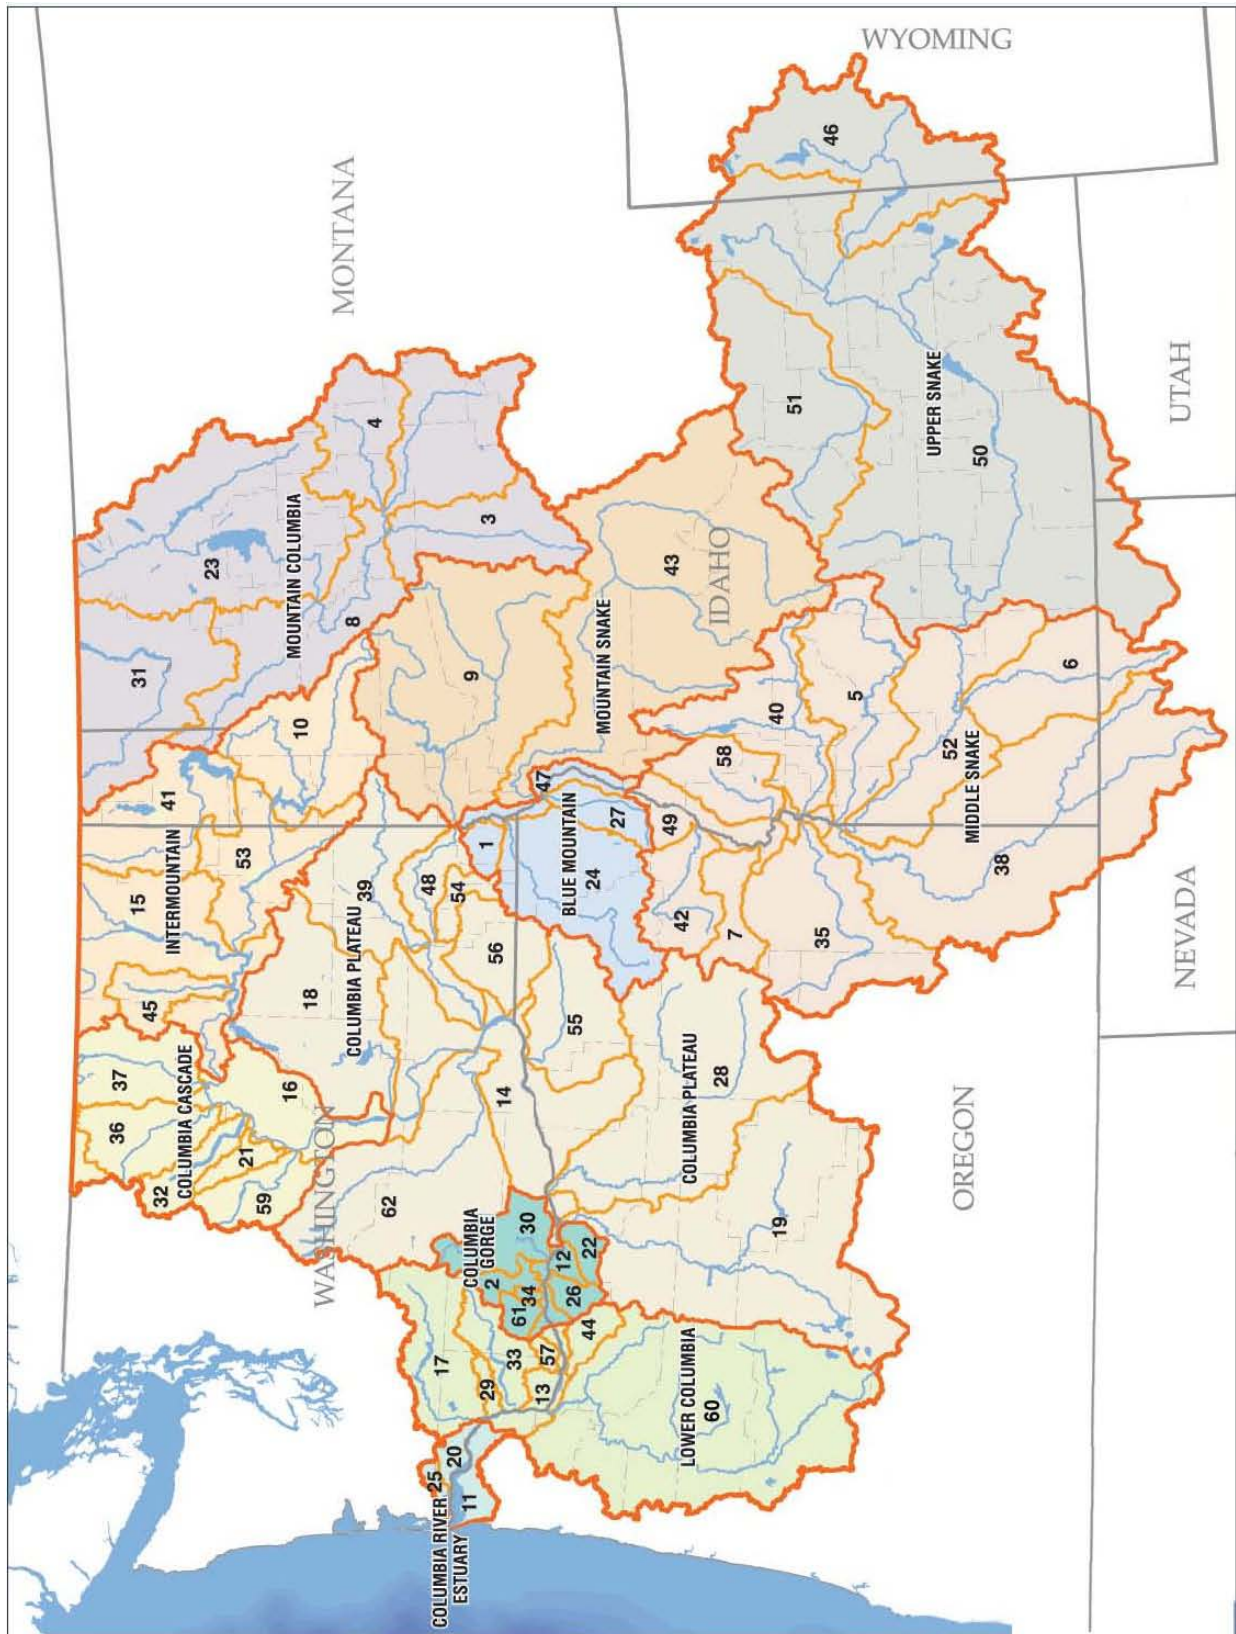 36
37
15
31
45
32
41
INTERMOUNTAIN
COLUMBIA CASCADE
23
53
21
59
16
MOUNTAIN COLUMBIA
10
18
WASHINGTON
MONTANA
8
COLUMBIA PLATEAU
39
4
62
48
COLUMBIA RIVER
ESTUARY
25
17
20
54
11
COLUMBIA
GORGE
9
29
2
1
3
56
14
33
61
34
30
13
57
47
12
BLUE MOUNTAIN
26
55
44
22
24
MOUNTAIN SNAKE
27
49
43
42
LOWER COLUMBIA
COLUMBIA PLATEAU
60
28
58
IDAHO
7
40
19
51
35
46
5
WYOMING
UPPER SNAKE
52
MIDDLE SNAKE
OREGON
50
38
6
NEVADA
UTAH